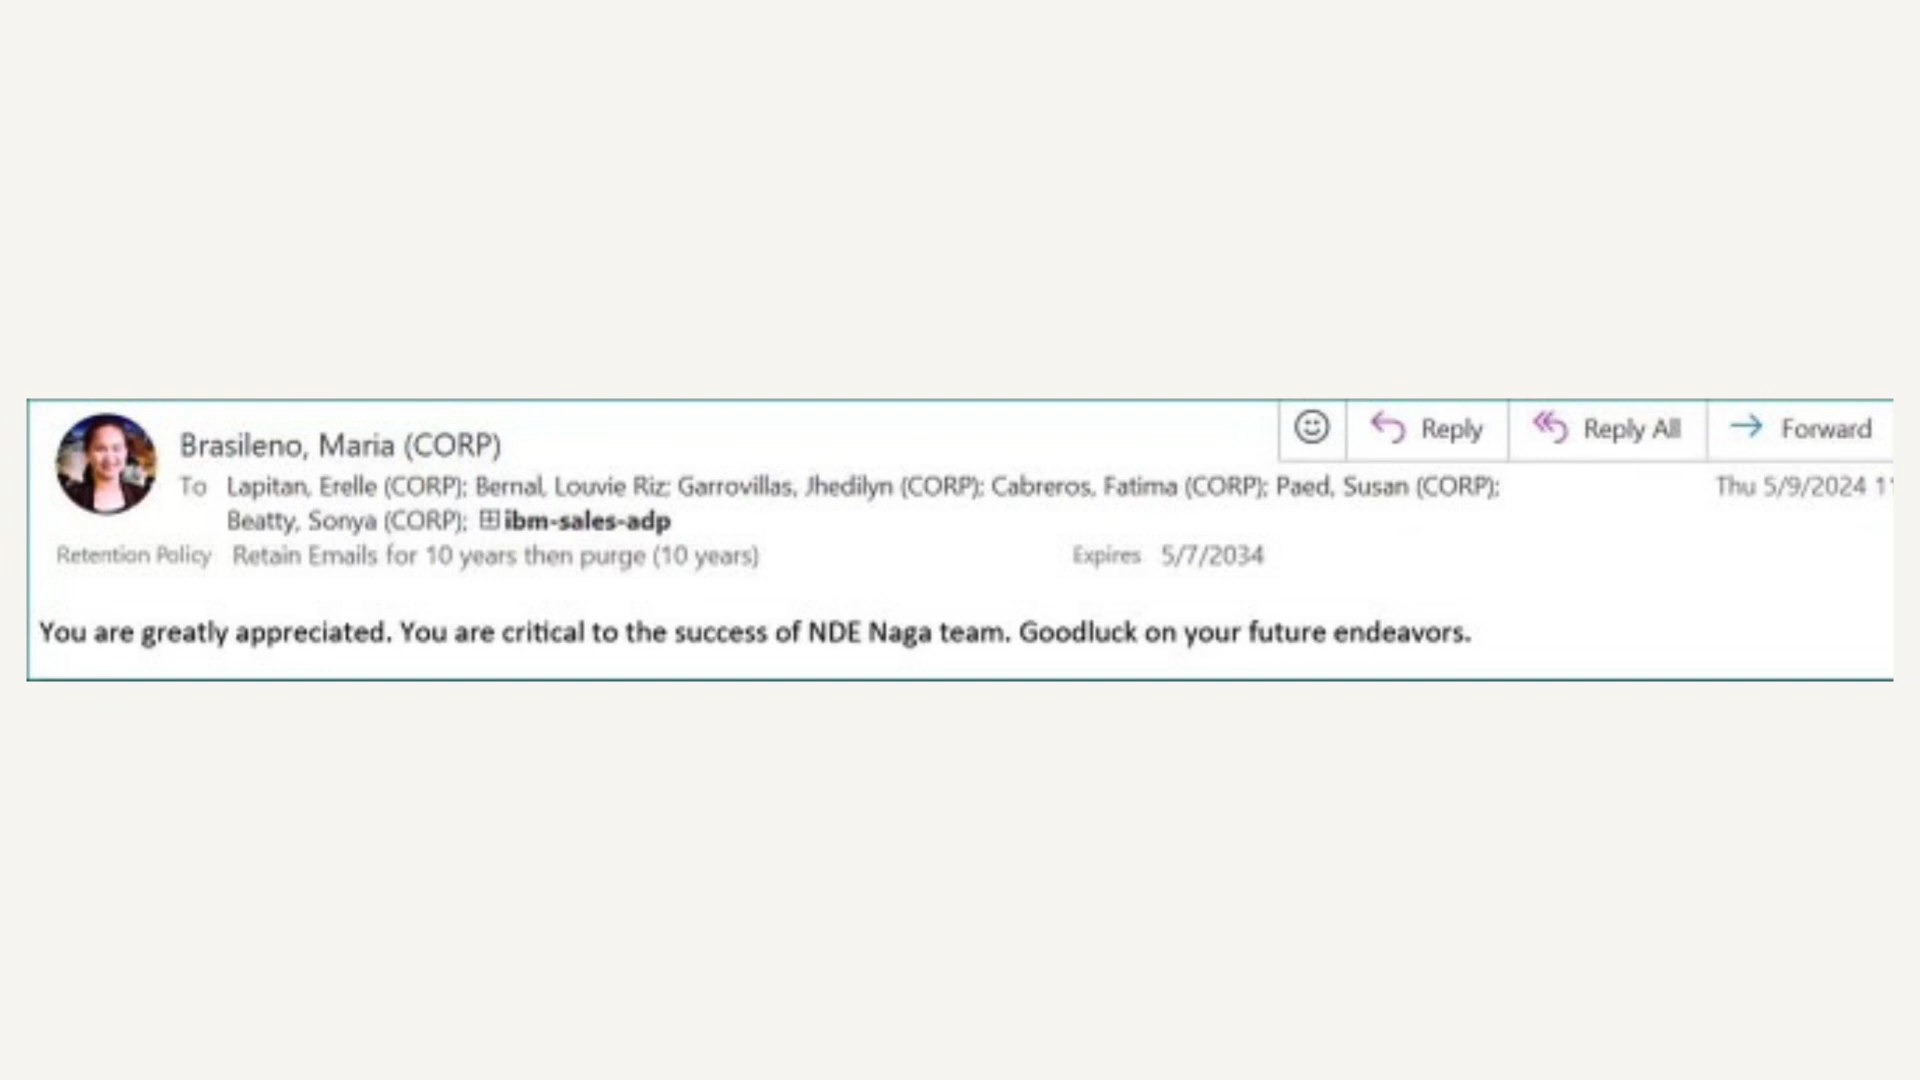 Brasileno, Maria (CORP)
Reply
Reply All
Forward
To Lapitan, Erelle (CORP); Bernal, Louvie Riz; Garrovillas, Jhedilyn (CORP); Cabreros, Fatima (CORP); Paed, Susan (CORP);
Thu 5/9/2024 1
Beatty, Sonya (CORP); ibm-sales-adp
Retention Policy Retain Emails for 10 years then purge (10 years)
Expires 5/7/2034
You are greatly appreciated. You are critical to the success of NDE Naga team. Goodluck on your future endeavors.